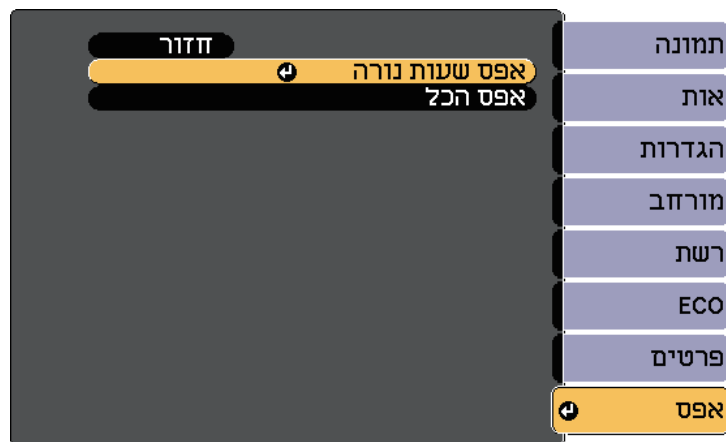 חזור
אפס שעות נורה
אפס הכל
תמונה
אות
הגדרות
מורחב
רשת
ECO
פרטים
אפס